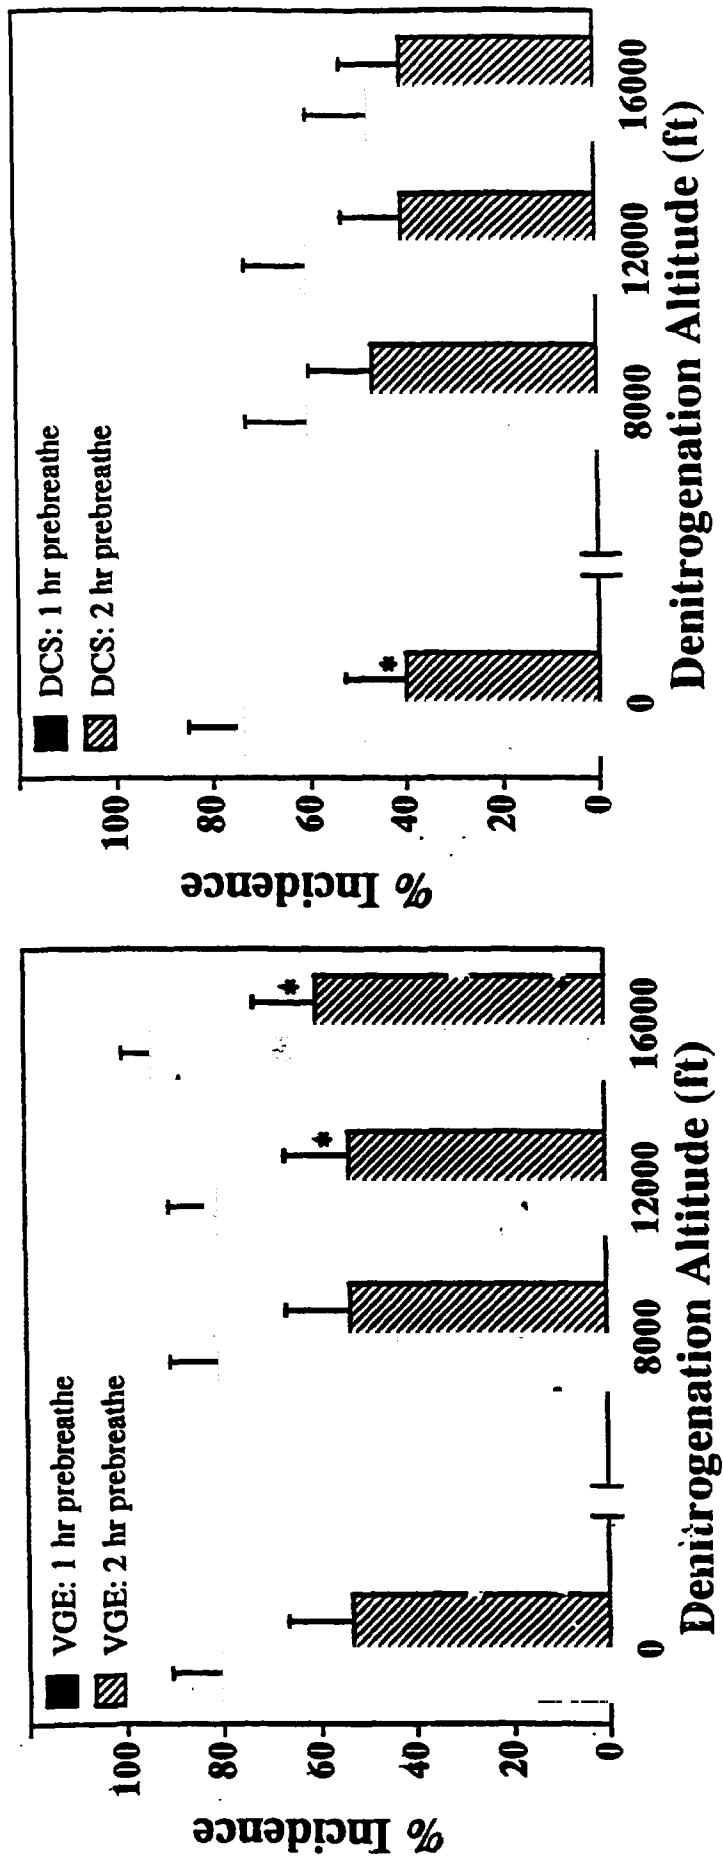 VGE: 1 hr prebreathe
VGE: 2 hr prebreathe
% Incidence
100
80
60
40
20
0
*
*
0
8000
12000
16000
Denitrogenation Altitude (ft)
DCS: 1 hr prebreathe
DCS: 2 hr prebreathe
% Incidence
100
80
60
40
20
0
*
0
8000
12000
16000
Denitrogenation Altitude (ft)